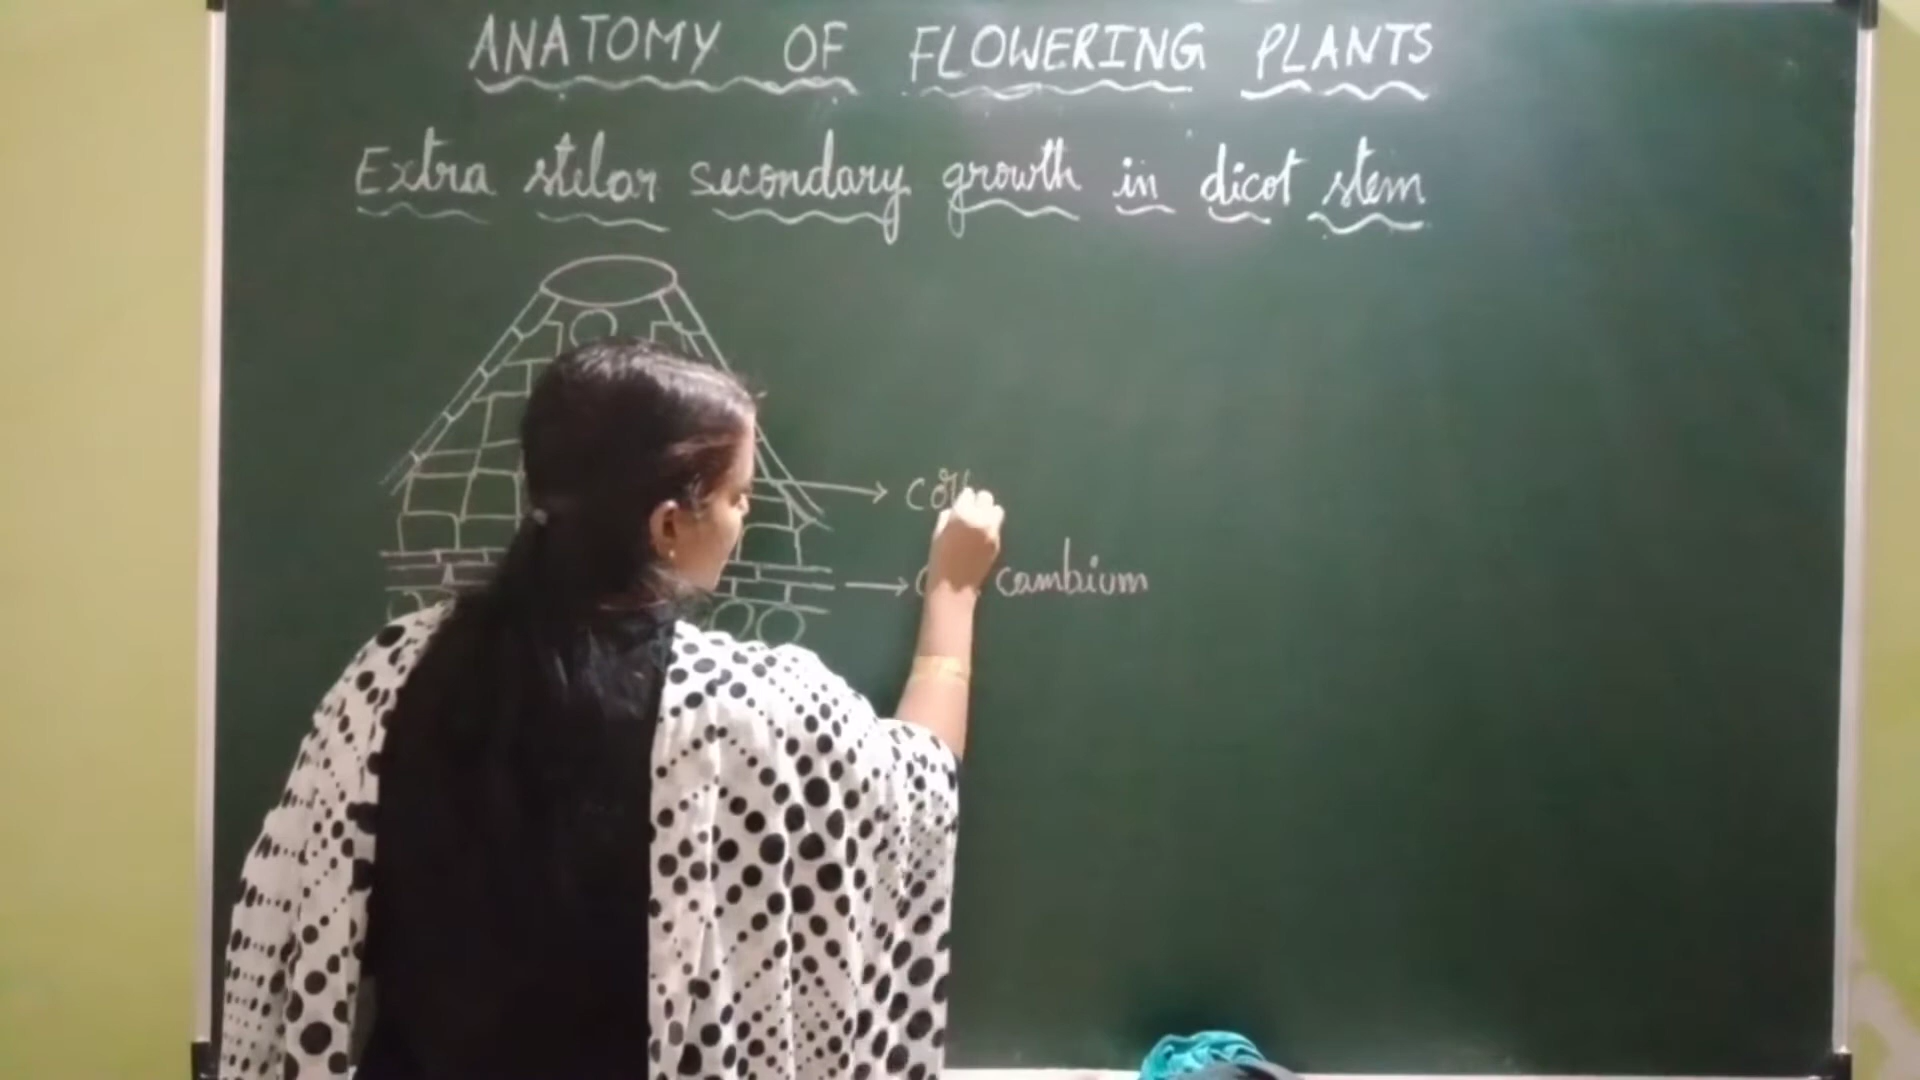 ANATOMY OF FLOWERING PLANTS
Extra stelar secondary growth in dicot stem
cambium